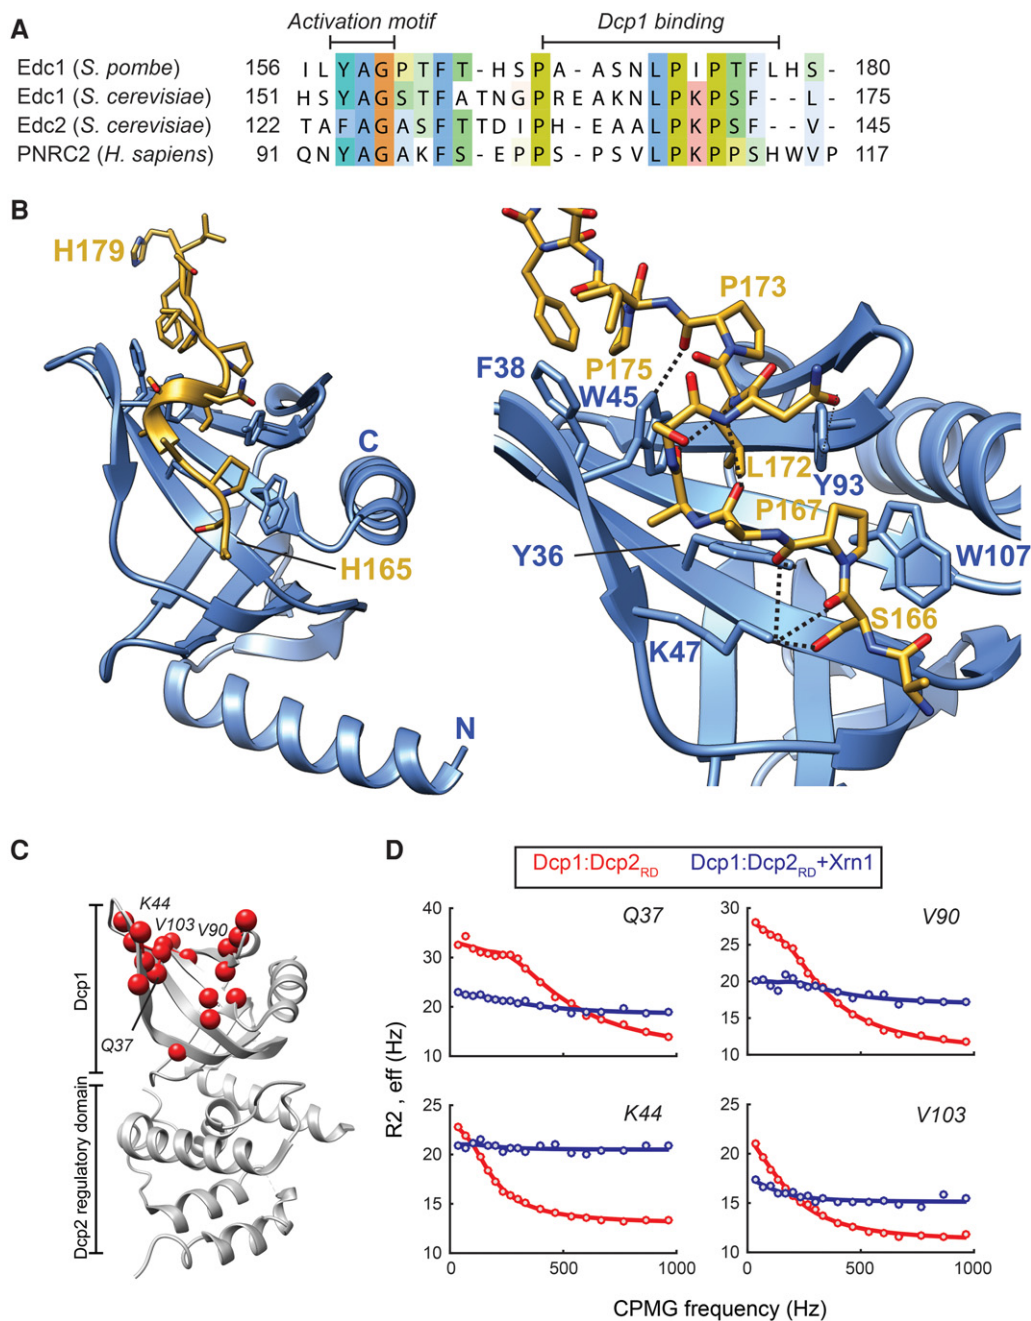 A
Activation motif
Dcp1 binding
Edc1 (S. pombe) 156 I L Y A G P T F T - H S P A - A S N L P I P T F L H S - 180
Edc1 (S. cerevisiae) 151 H S Y A G S T F A T N G P R E A K N L P K P S F - - L - 175
Edc2 (S. cerevisiae) 122 T A F A G A S F T T D I P H - E A A L P K P S F - - V - 145
PNRC2 (H. sapiens) 91 Q N Y A G A K F S - E P P S - P S V L P K P P S H W V P 117
B
H179
C
H165
N
P173
F38
P175
W45
L172
Y93
P167
Y36
W107
S166
K47
C
K44
V103
V90
Q37
Dcp1
Dcp2 regulatory domain
D
Dcp1:Dcp2RD
Dcp1:Dcp2RD+Xrn1
Q37
40
30
20
10
V90
30
25
20
15
10
K44
25
20
15
10
V103
25
20
15
10
0
500
1000
0
500
1000
R2 , eff (Hz)
CPMG frequency (Hz)